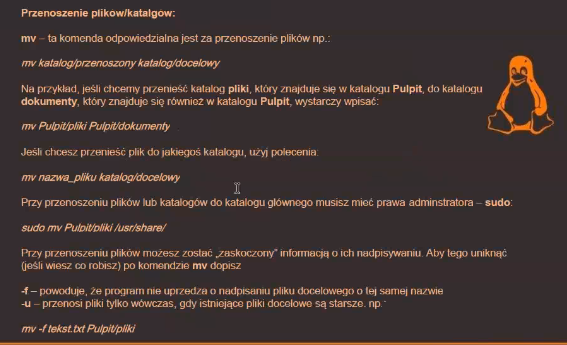 Przenoszenie plików/katalgów:
mv – ta komenda odpowiedzialna jest za przenoszenie plików np.:
mv katalog/przenoszony katalog/docelowy
Na przykład, jeśli chcemy przenieść katalog pliki, który znajduje się w katalogu Pulpit, do katalogu
dokumenty, który znajduje się również w katalogu Pulpit, wystarczy wpisać:
mv Pulpit/pliki Pulpit/dokumenty
Jeśli chcesz przenieść plik do jakiegoś katalogu, użyj polecenia:
mv nazwa_pliku katalog/docelowy
Przy przenoszeniu plików lub katalogów do katalogu głównego musisz mieć prawa adminstratora – sudo:
sudo mv Pulpit/pliki /usr/share/
Przy przenoszeniu plików możesz zostać „zaskoczony” informacją o ich nadpisywaniu. Aby tego uniknąć
(jeśli wiesz co robisz) po komendzie mv dopisz
-f – powoduje, że program nie uprzedza o nadpisaniu pliku docelowego o tej samej nazwie
-u – przenosi pliki tylko wówczas, gdy istniejące pliki docelowe są starsze. np.:
mv -f tekst.txt Pulpit/pliki